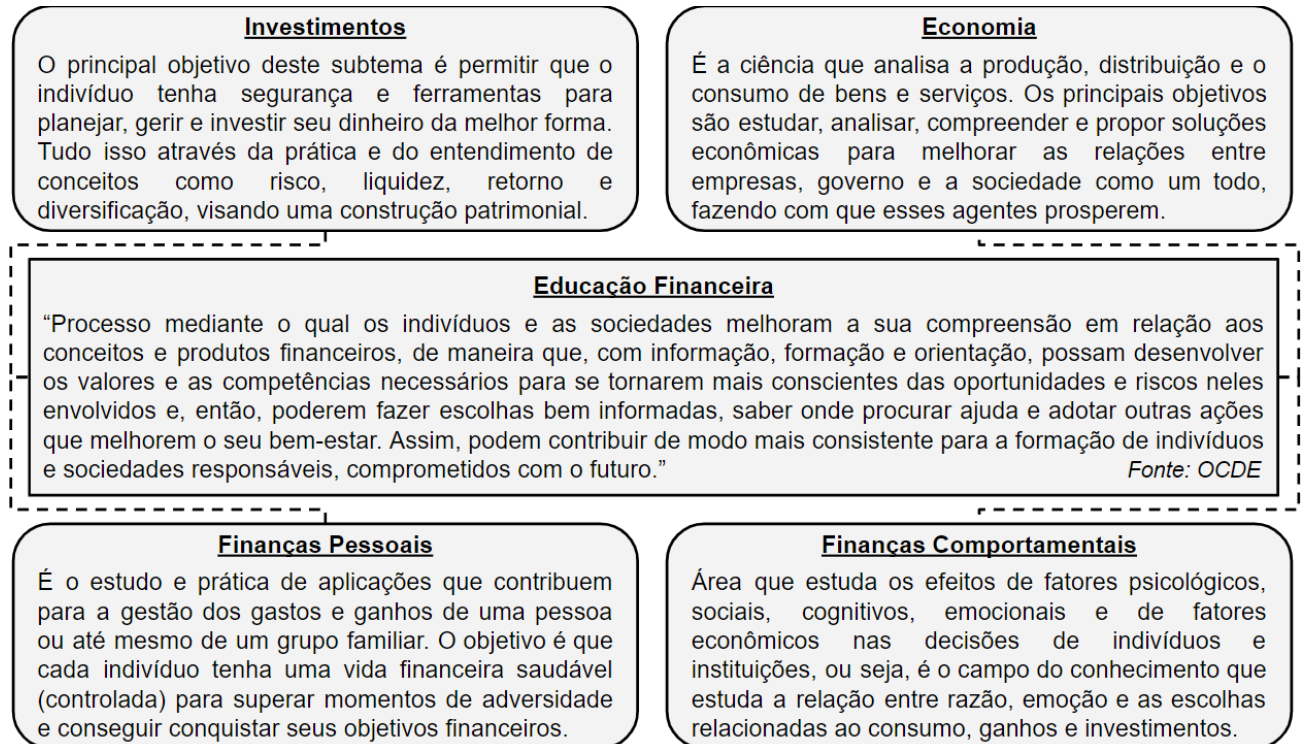 Investimentos
O principal objetivo deste subtema é permitir que o
indivíduo tenha segurança e ferramentas para
planejar, gerir e investir seu dinheiro da melhor forma.
Tudo isso através da prática e do entendimento de
conceitos como risco, liquidez, retorno e
diversificação, visando uma construção patrimonial.
Economia
É a ciência que analisa a produção, distribuição e o
consumo de bens e serviços. Os principais objetivos
são estudar, analisar, compreender e propor soluções
econômicas para melhorar as relações entre
empresas, governo e a sociedade como um todo,
fazendo com que esses agentes prosperem.
Educação Financeira
“Processo mediante o qual os indivíduos e as sociedades melhoram a sua compreensão em relação aos
conceitos e produtos financeiros, de maneira que, com informação, formação e orientação, possam desenvolver
os valores e as competências necessários para se tornarem mais conscientes das oportunidades e riscos neles
envolvidos e, então, poderem fazer escolhas bem informadas, saber onde procurar ajuda e adotar outras ações
que melhorem o seu bem-estar. Assim, podem contribuir de modo mais consistente para a formação de indivíduos
e sociedades responsáveis, comprometidos com o futuro.” Fonte: OCDE
Finanças Pessoais
É o estudo e prática de aplicações que contribuem
para a gestão dos gastos e ganhos de uma pessoa
ou até mesmo de um grupo familiar. O objetivo é que
cada indivíduo tenha uma vida financeira saudável
(controlada) para superar momentos de adversidade
e conseguir conquistar seus objetivos financeiros.
Finanças Comportamentais
Área que estuda os efeitos de fatores psicológicos,
sociais, cognitivos, emocionais e de fatores
econômicos nas decisões de indivíduos e
instituições, ou seja, é o campo do conhecimento que
estuda a relação entre razão, emoção e as escolhas
relacionadas ao consumo, ganhos e investimentos.